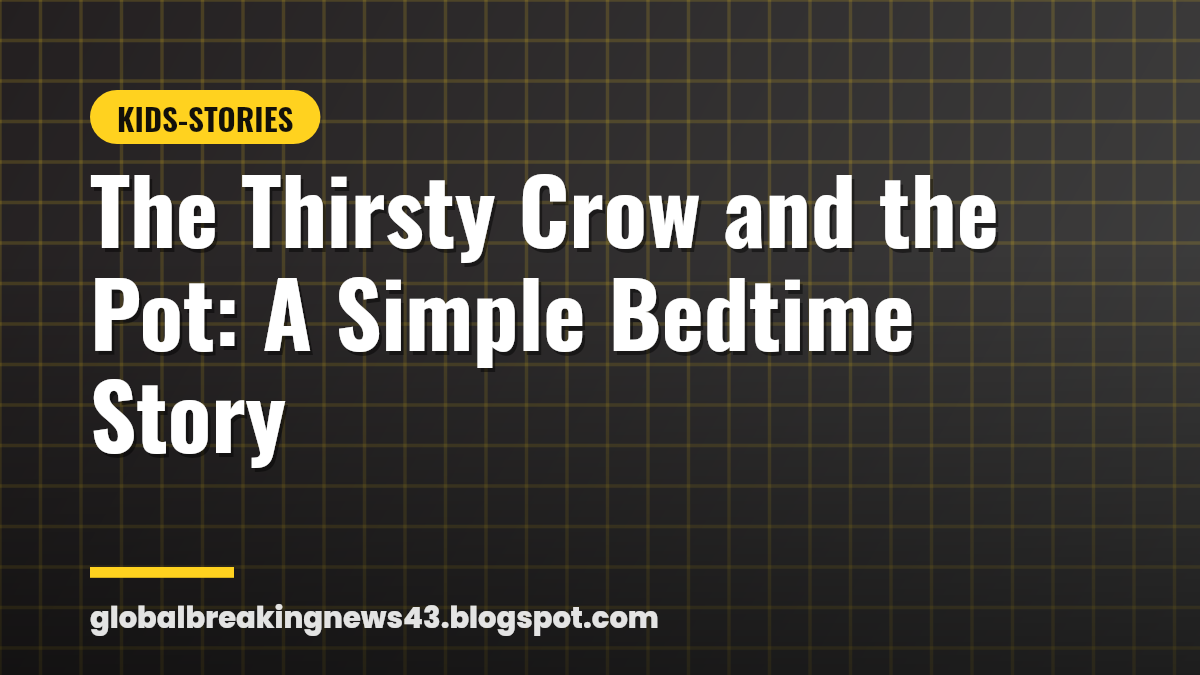 KIDS-STORIES
The Thirsty Crow and the
Pot: A Simple Bedtime
Story
globalbreakingnews43.blogspot.com